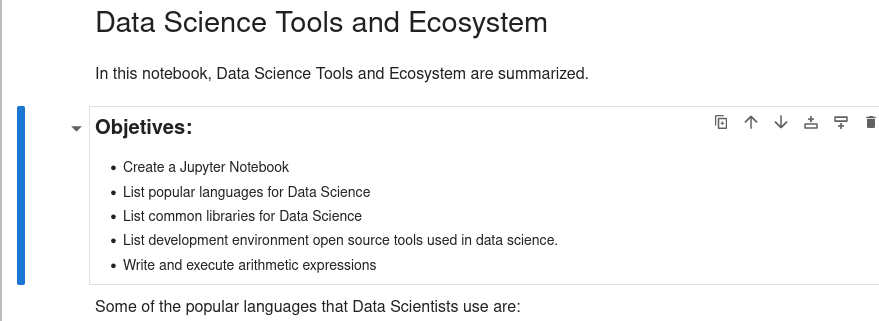 Data Science Tools and Ecosystem
In this notebook, Data Science Tools and Ecosystem are summarized.
Objetives:
• Create a Jupyter Notebook
• List popular languages for Data Science
• List common libraries for Data Science
• List development environment open source tools used in data science.
• Write and execute arithmetic expressions
Some of the popular languages that Data Scientists use are: